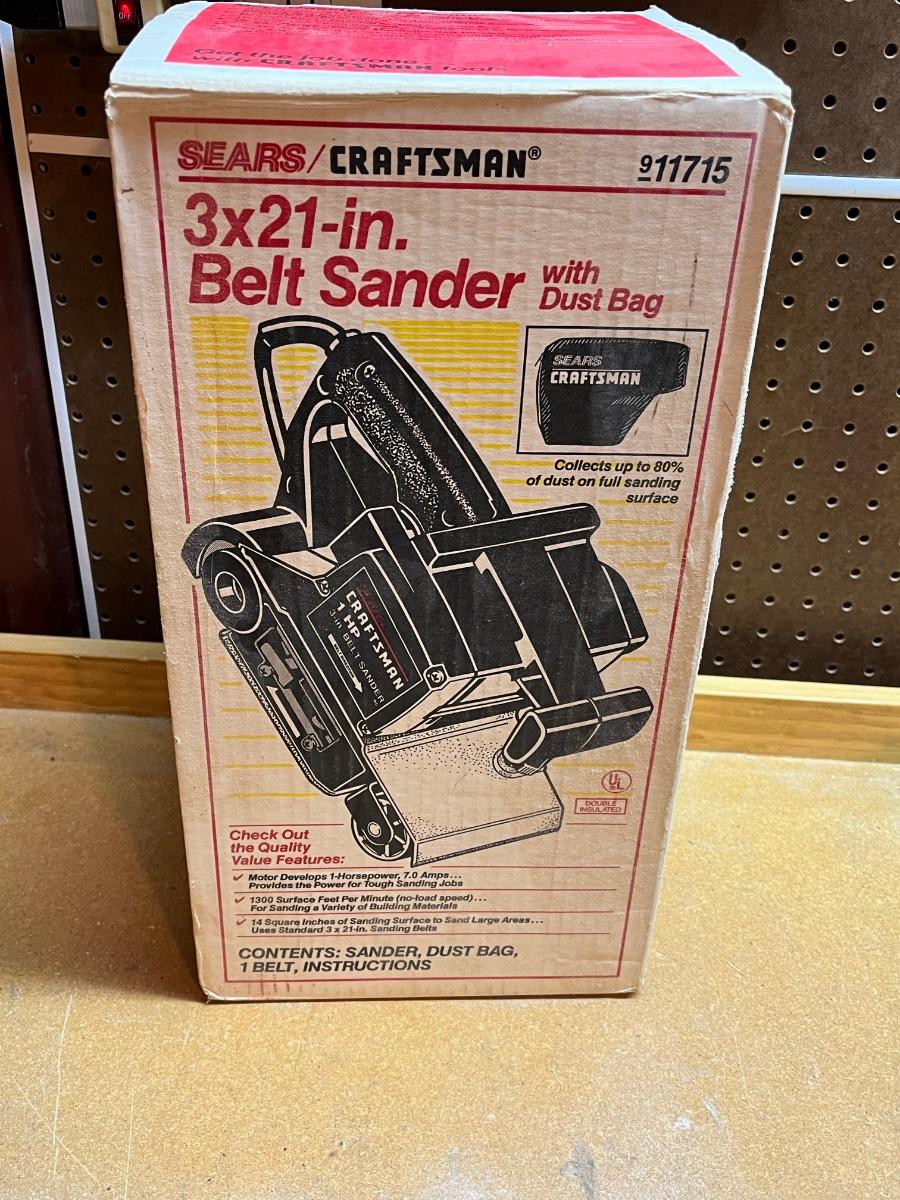 OFF
Get the job done
with CRAFTSMAN tools
SEARS/CRAFTSMAN®
911715
3x21-in.
Belt Sander with
Dust Bag
SEARS
CRAFTSMAN
Collects up to 80%
of dust on full sanding
surface
CRAFTSMAN
1 HP
3-in BELT SANDER
UL
DOUBLE
INSULATED
Check Out
the Quality
Value Features:
✓ Motor Develops 1-Horsepower, 7.0 Amps...
Provides the Power for Tough Sanding Jobs
✓ 1300 Surface Feet Per Minute (no-load speed)...
For Sanding a Variety of Building Materials
✓ 14 Square Inches of Sanding Surface to Sand Large Areas...
Uses Standard 3 x 21-in. Sanding Belts
CONTENTS: SANDER, DUST BAG,
1 BELT, INSTRUCTIONS